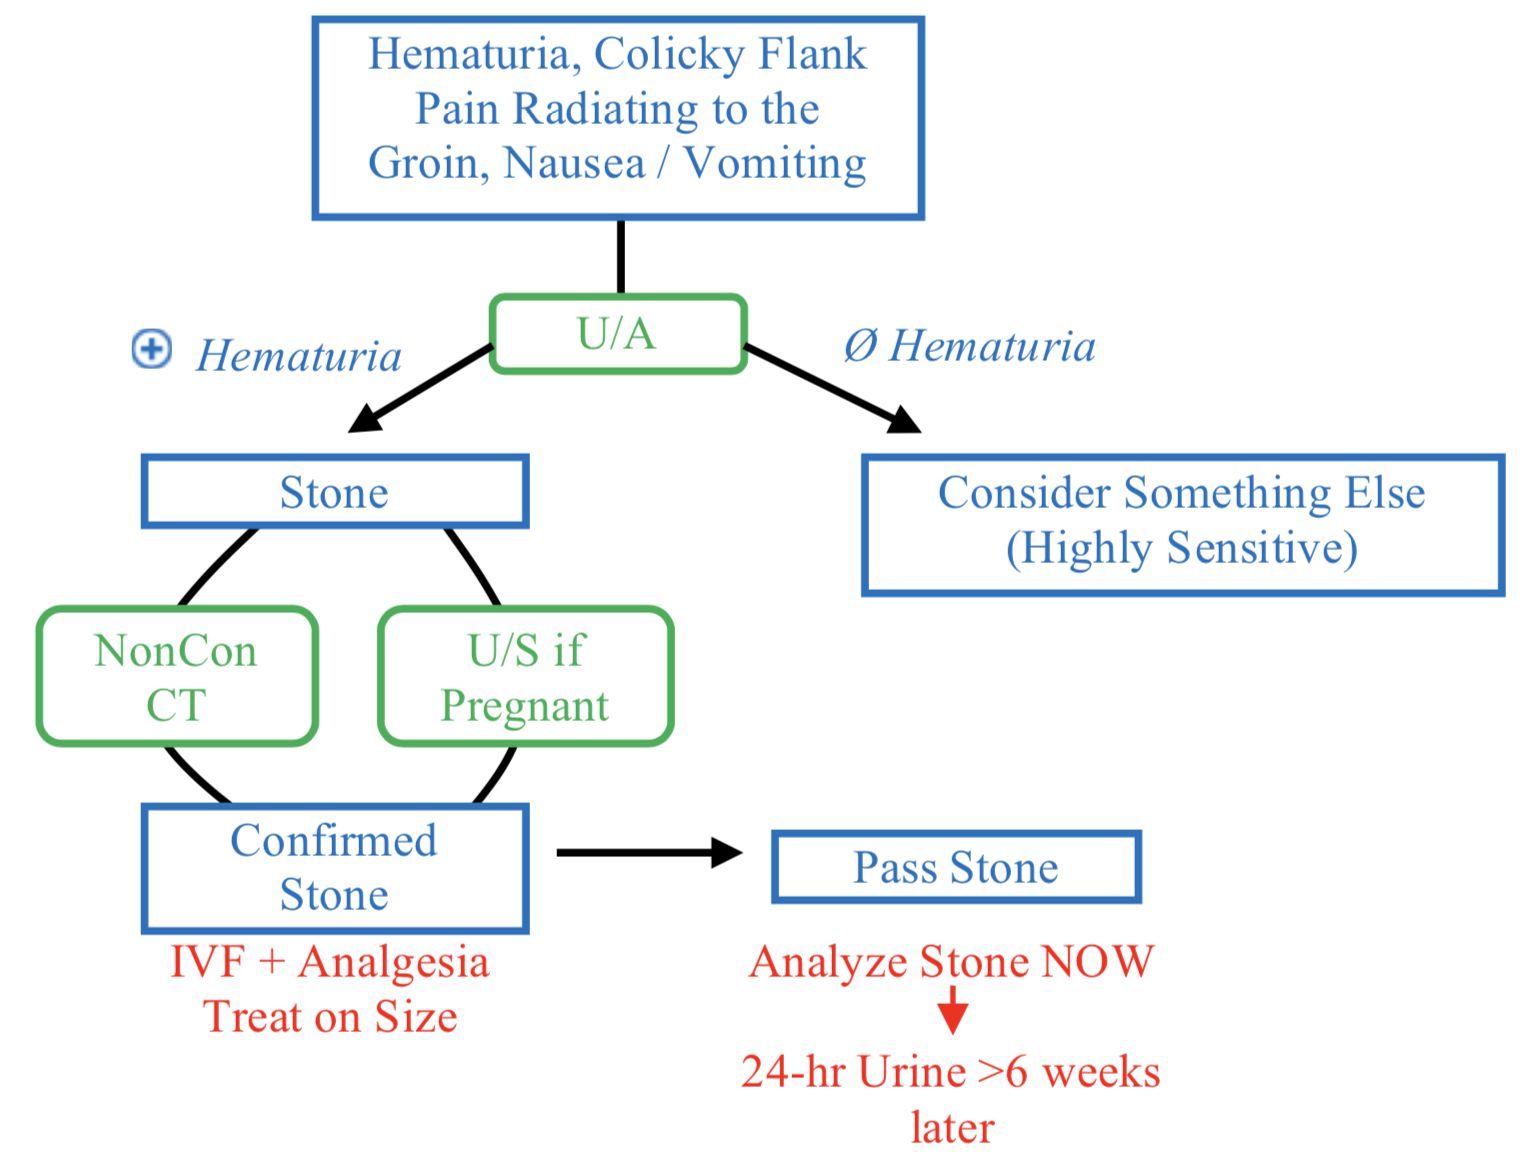 Hematuria, Colicky Flank
Pain Radiating to the
Groin, Nausea / Vomiting
U/A
+ Hematuria
Ø Hematuria
Stone
Consider Something Else
(Highly Sensitive)
NonCon
CT
U/S if
Pregnant
Confirmed
Stone
Pass Stone
IVF + Analgesia
Treat on Size
Analyze Stone NOW
24-hr Urine >6 weeks
later